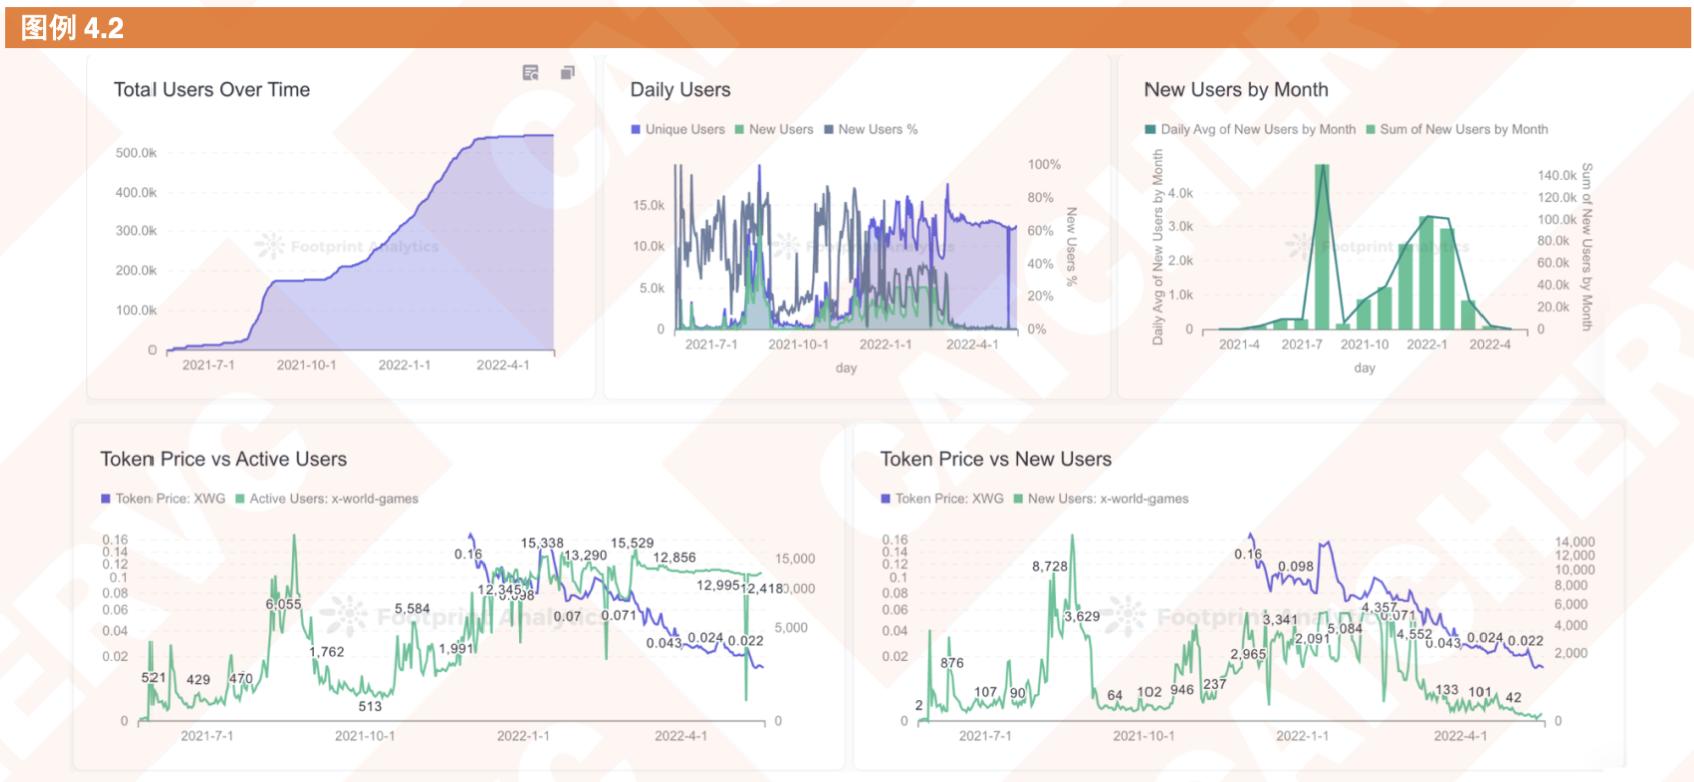 图例 4.2
Total Users Over Time
500.0k
400.0k
300.0k
200.0k
100.0k
0
2021-7-1 2021-10-1 2022-1-1 2022-4-1
Footprint Analytics
Daily Users
Unique Users New Users New Users %
15.0k
10.0k
5.0k
0
100%
80%
60%
40%
20%
0%
New Users %
2021-7-1 2021-10-1 2022-1-1 2022-4-1
day
Footprint Analytics
New Users by Month
Daily Avg of New Users by Month Sum of New Users by Month
Daily Avg of New Users by Month
4.0k
3.0k
2.0k
1.0k
0
140.0k
120.0k
100.0k
80.0k
60.0k
40.0k
20.0k
0
Sum of New Users by Month
2021-4 2021-7 2021-10 2022-1 2022-4
day
Footprint Analytics
Token Price vs Active Users
Token Price: XWG Active Users: x-world-games
0.16
0.14
0.12
0.1
0.08
0.06
0.04
0.02
0
15,000
10,000
5,000
0
521 429 470 6,055 1,762 513 5,584 1,991 0.16 12,345 0.098 15,338 0.07 13,290 0.071 15,529 12,856 0.043 0.024 12,995 0.022 12,418
2021-7-1 2021-10-1 2022-1-1 2022-4-1
Footprint Analytics
Token Price vs New Users
Token Price: XWG New Users: x-world-games
0.16
0.14
0.12
0.1
0.08
0.06
0.04
0.02
0
14,000
12,000
10,000
8,000
6,000
4,000
2,000
0
2 876 107 90 8,728 3,629 64 102 946 237 2,965 0.16 3,341 0.098 2,091 5,084 4,357 0.071 4,552 0.043 133 0.024 101 0.022 42
2021-7-1 2021-10-1 2022-1-1 2022-4-1
Footprint Analytics
CATCHER VC